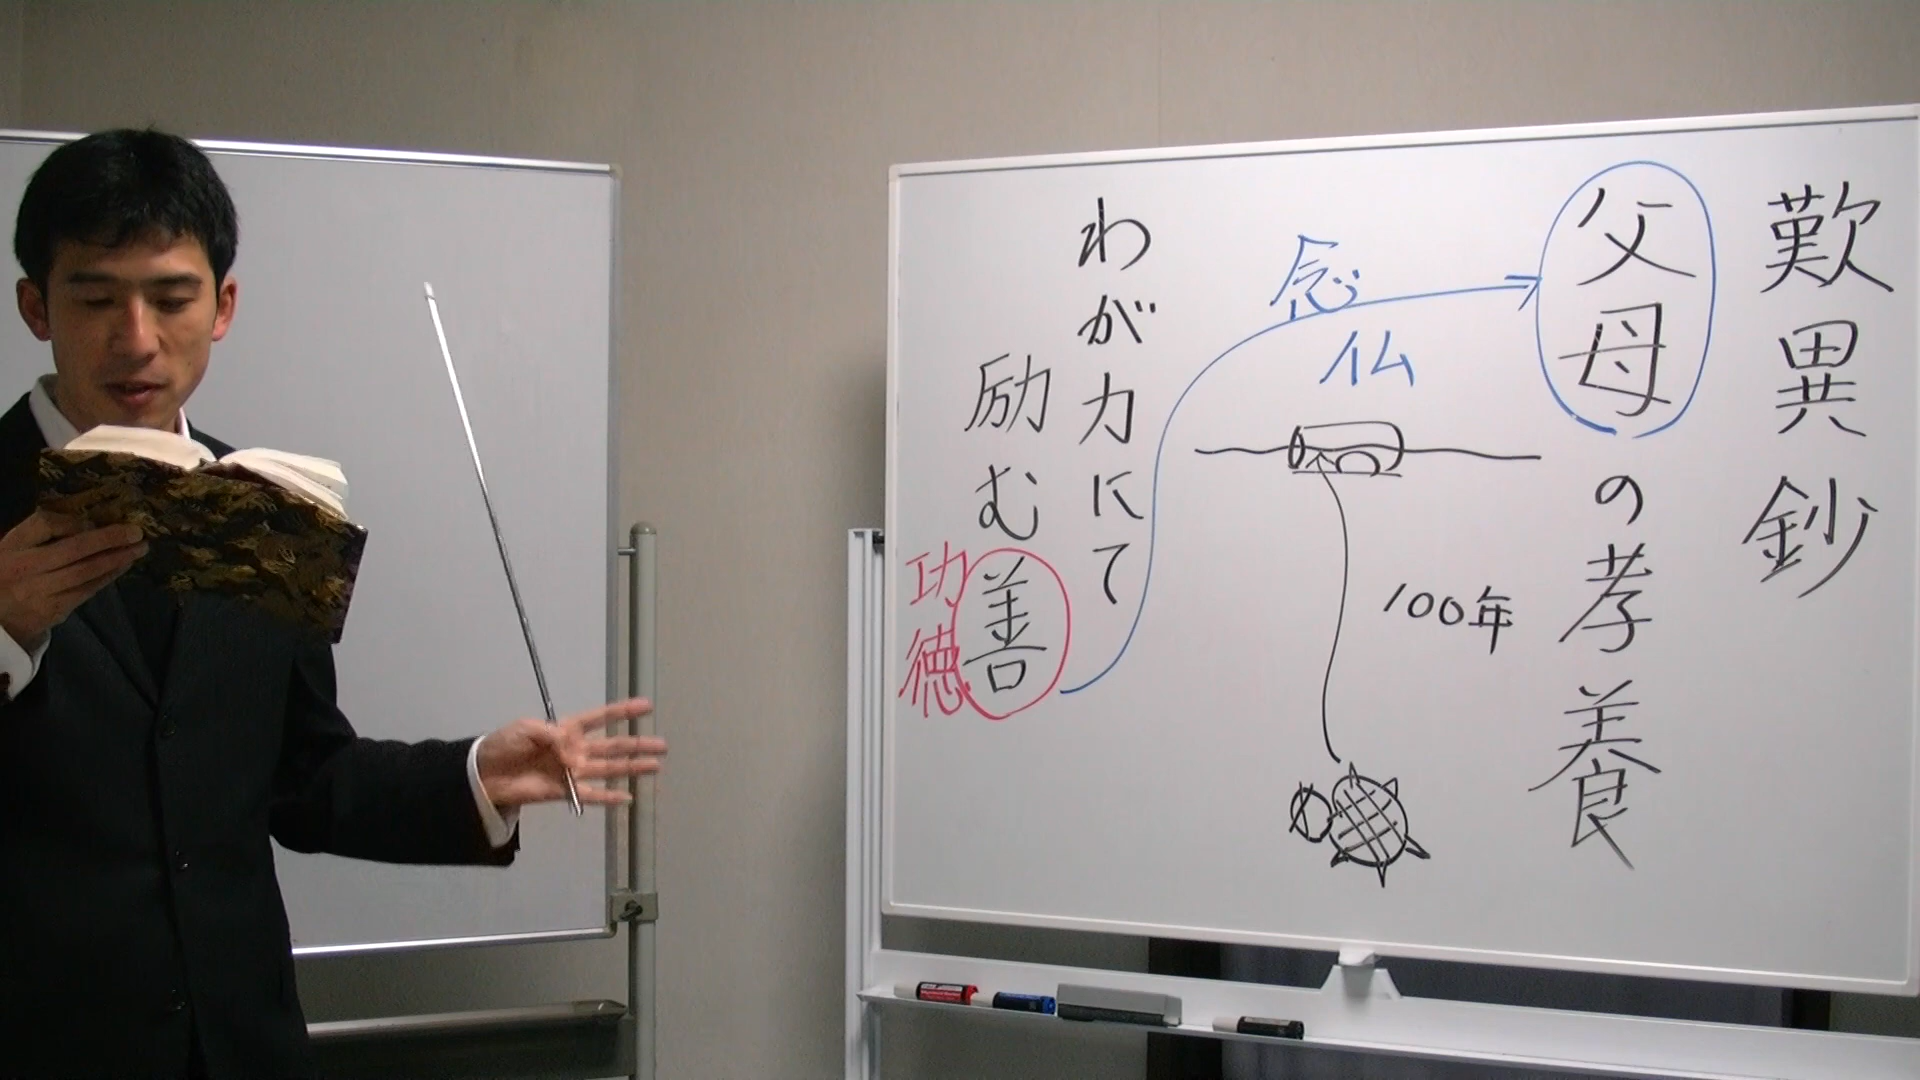 歎異鈔
父母の孝養
念仏
100年
わが力にて
励む善
功徳